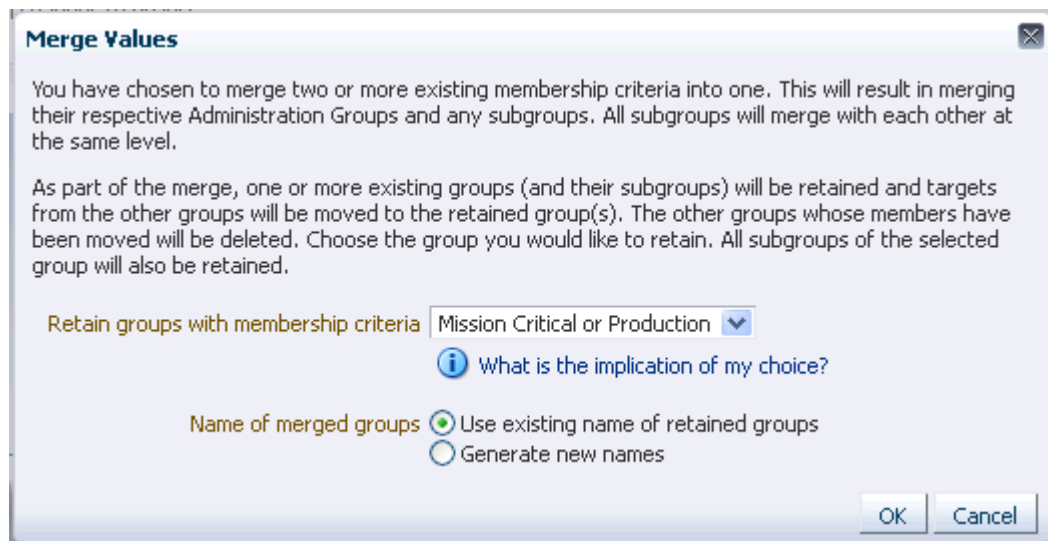 Merge Values
You have chosen to merge two or more existing membership criteria into one. This will result in merging
their respective Administration Groups and any subgroups. All subgroups will merge with each other at
the same level.
As part of the merge, one or more existing groups (and their subgroups) will be retained and targets
from the other groups will be moved to the retained group(s). The other groups whose members have
been moved will be deleted. Choose the group you would like to retain. All subgroups of the selected
group will also be retained.
Retain groups with membership criteria Mission Critical or Production
What is the implication of my choice?
Name of merged groups Use existing name of retained groups
Generate new names
OK Cancel